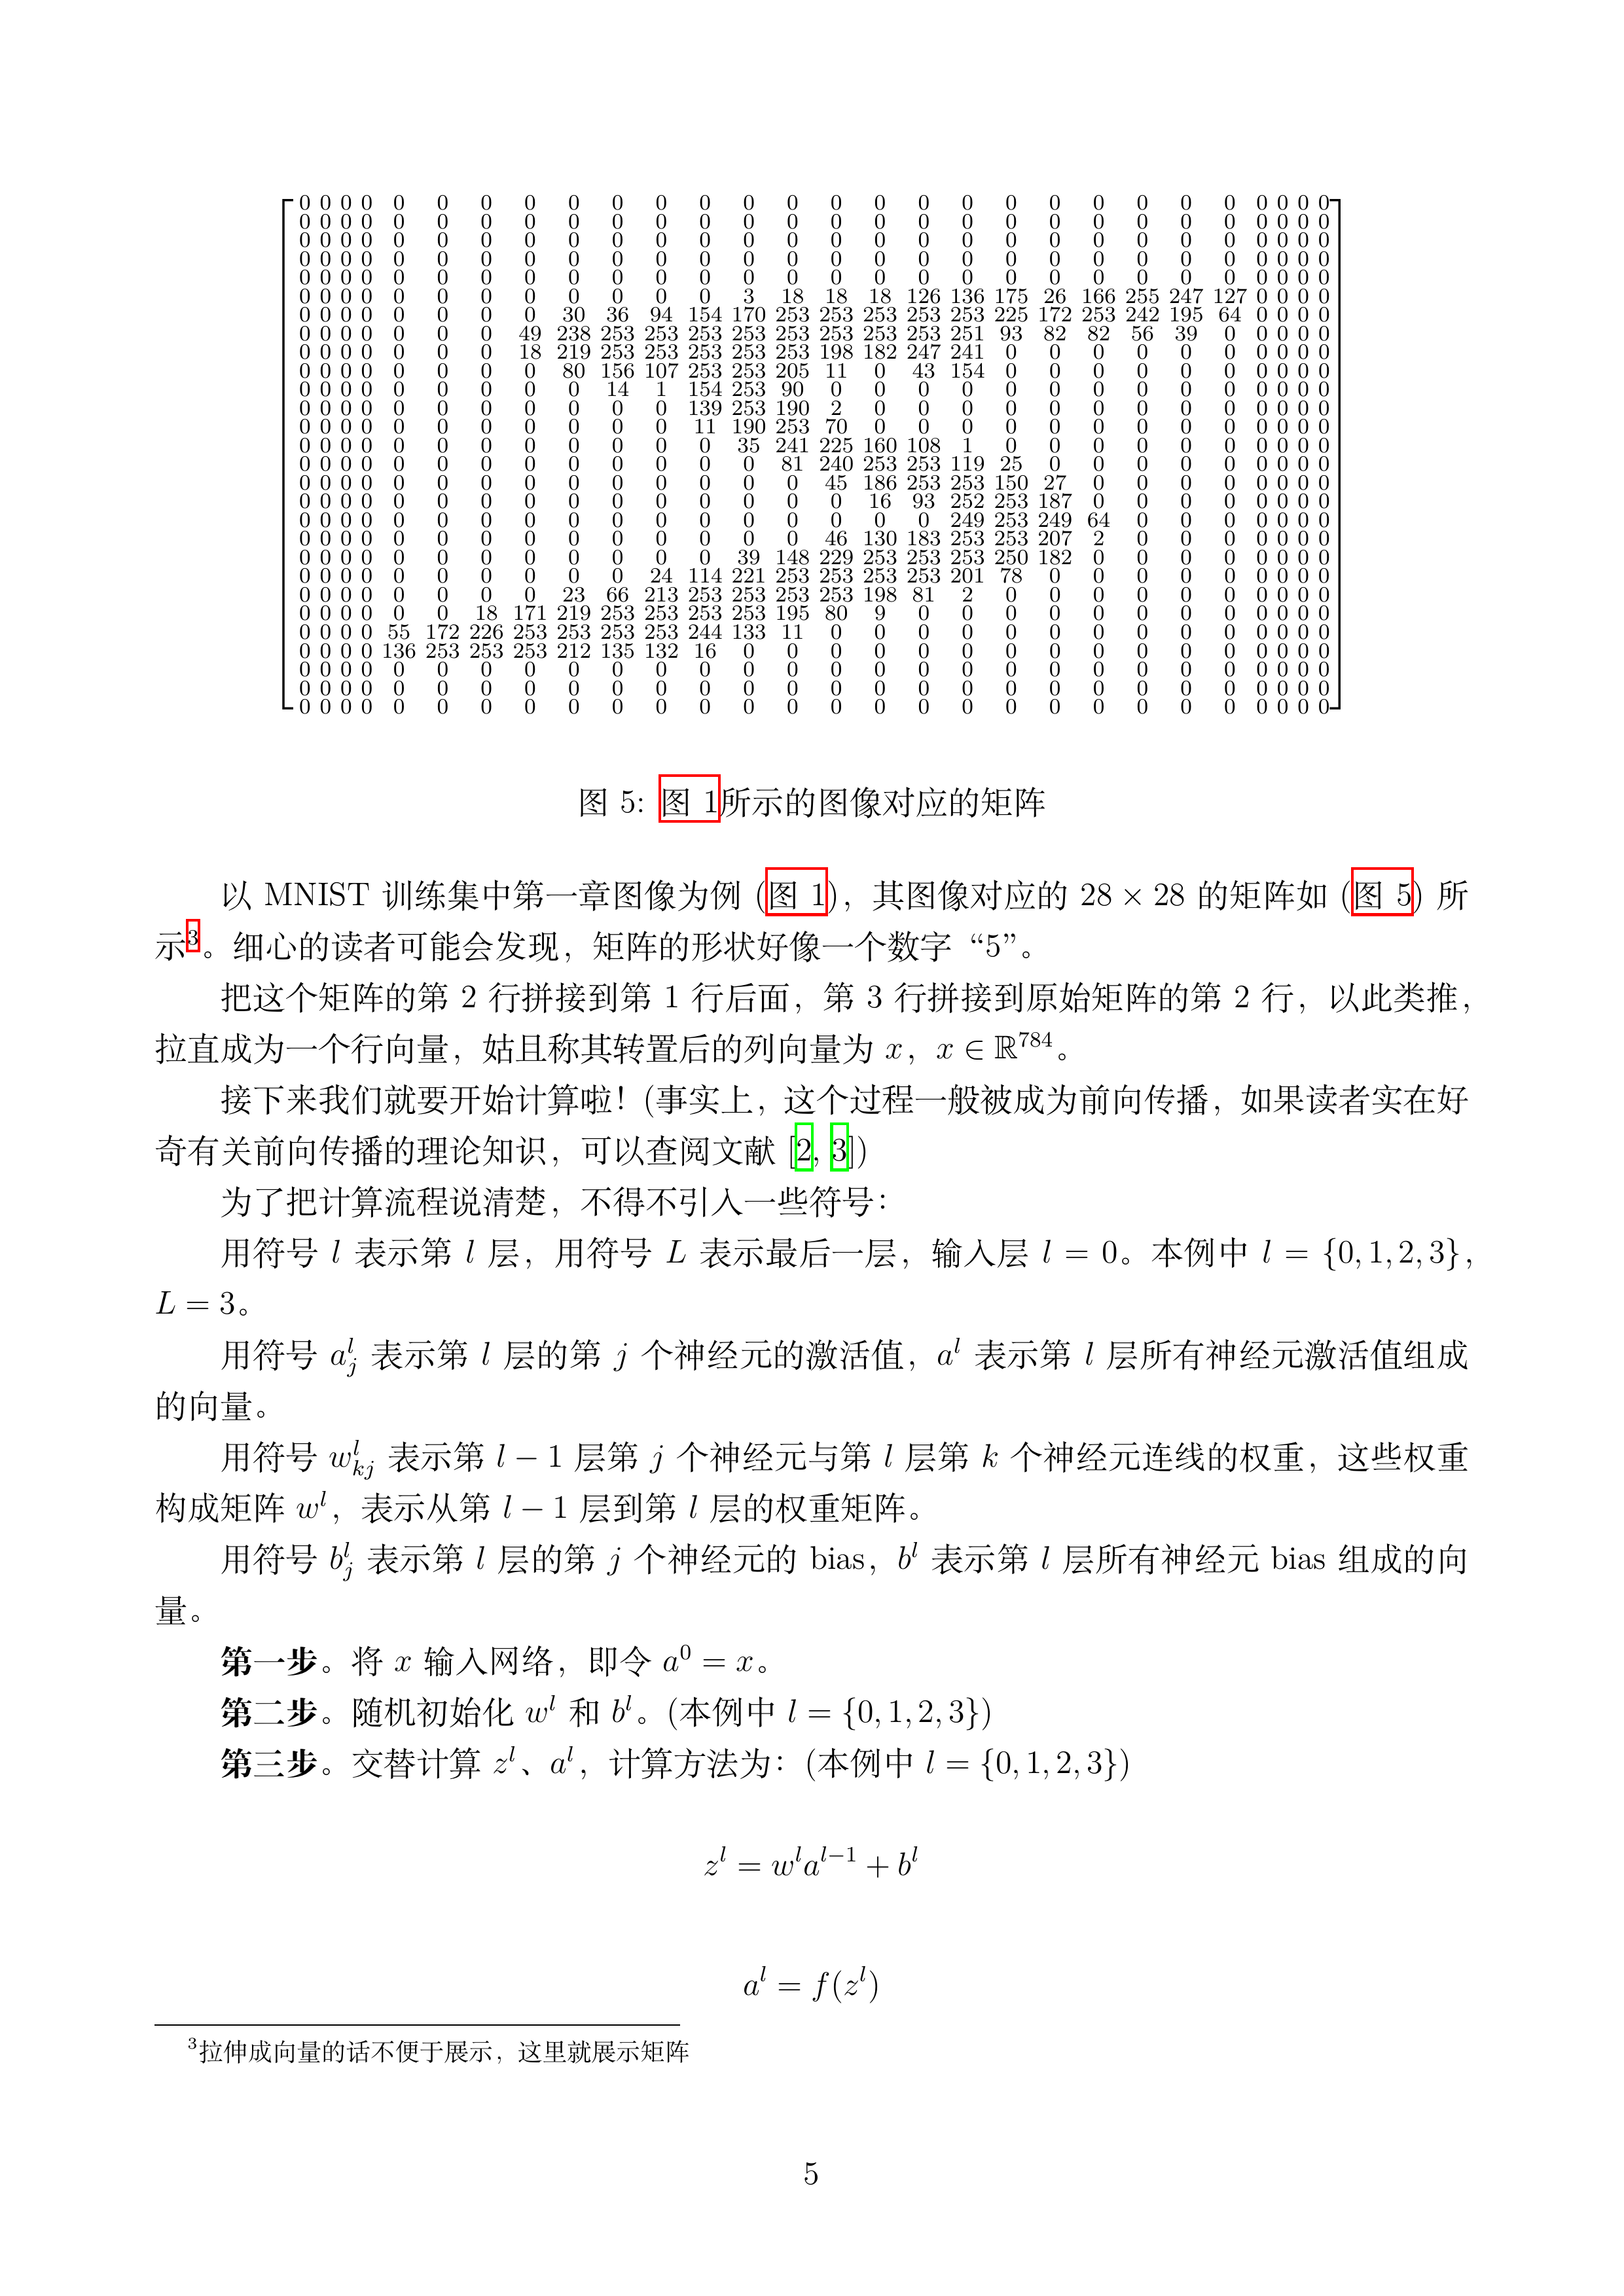 0 0 0 0 0 0 0 0 0 0 0 0 0 0 0 0 0 0 0 0 0 0 0 0 0 0 0 0
0 0 0 0 0 0 0 0 0 0 0 0 0 0 0 0 0 0 0 0 0 0 0 0 0 0 0 0
0 0 0 0 0 0 0 0 0 0 0 0 0 0 0 0 0 0 0 0 0 0 0 0 0 0 0 0
0 0 0 0 0 0 0 0 0 0 0 0 0 0 0 0 0 0 0 0 0 0 0 0 0 0 0 0
0 0 0 0 0 0 0 0 0 0 0 0 0 0 0 0 0 0 0 0 0 0 0 0 0 0 0 0
0 0 0 0 0 0 0 0 0 0 0 0 3 18 18 18 126 136 175 26 166 255 247 127 0 0 0 0
0 0 0 0 0 0 0 0 30 36 94 154 170 253 253 253 253 253 225 172 253 242 195 64 0 0 0 0
0 0 0 0 0 0 0 49 238 253 253 253 253 253 253 253 253 251 93 82 82 56 39 0 0 0 0 0
0 0 0 0 0 0 0 18 219 253 253 253 253 253 198 182 247 241 0 0 0 0 0 0 0 0 0 0
0 0 0 0 0 0 0 0 80 156 107 253 253 205 11 0 43 154 0 0 0 0 0 0 0 0 0 0
0 0 0 0 0 0 0 0 0 14 1 154 253 90 0 0 0 0 0 0 0 0 0 0 0 0 0 0
0 0 0 0 0 0 0 0 0 0 0 139 253 190 2 0 0 0 0 0 0 0 0 0 0 0 0 0
0 0 0 0 0 0 0 0 0 0 0 11 190 253 70 0 0 0 0 0 0 0 0 0 0 0 0 0
0 0 0 0 0 0 0 0 0 0 0 0 35 241 225 160 108 1 0 0 0 0 0 0 0 0 0 0
0 0 0 0 0 0 0 0 0 0 0 0 0 81 240 253 253 119 25 0 0 0 0 0 0 0 0 0
0 0 0 0 0 0 0 0 0 0 0 0 0 0 45 186 253 253 150 27 0 0 0 0 0 0 0 0
0 0 0 0 0 0 0 0 0 0 0 0 0 0 0 16 93 252 253 187 0 0 0 0 0 0 0 0
0 0 0 0 0 0 0 0 0 0 0 0 0 0 0 0 0 249 253 249 64 0 0 0 0 0 0 0
0 0 0 0 0 0 0 0 0 0 0 0 0 0 46 130 183 253 253 207 2 0 0 0 0 0 0 0
0 0 0 0 0 0 0 0 0 0 0 0 39 148 229 253 253 253 250 182 0 0 0 0 0 0 0 0
0 0 0 0 0 0 0 0 0 0 24 114 221 253 253 253 253 201 78 0 0 0 0 0 0 0 0 0
0 0 0 0 0 0 0 0 23 66 213 253 253 253 253 198 81 2 0 0 0 0 0 0 0 0 0 0
0 0 0 0 0 0 18 171 219 253 253 253 253 195 80 9 0 0 0 0 0 0 0 0 0 0 0 0
0 0 0 0 55 172 226 253 253 253 253 244 133 11 0 0 0 0 0 0 0 0 0 0 0 0 0 0
0 0 0 0 136 253 253 253 212 135 132 16 0 0 0 0 0 0 0 0 0 0 0 0 0 0 0 0
0 0 0 0 0 0 0 0 0 0 0 0 0 0 0 0 0 0 0 0 0 0 0 0 0 0 0 0
0 0 0 0 0 0 0 0 0 0 0 0 0 0 0 0 0 0 0 0 0 0 0 0 0 0 0 0
0 0 0 0 0 0 0 0 0 0 0 0 0 0 0 0 0 0 0 0 0 0 0 0 0 0 0 0
图 5: 图 1所示的图像对应的矩阵
以 MNIST 训练集中第一章图像为例 (图 1)，其图像对应的 28 × 28 的矩阵如 (图 5) 所
示³。细心的读者可能会发现，矩阵的形状好像一个数字 “5”。
把这个矩阵的第 2 行拼接到第 1 行后面，第 3 行拼接到原始矩阵的第 2 行，以此类推，
拉直成为一个行向量，姑且称其转置后的列向量为 $x$，$x \in \mathbb{R}^{784}$。
接下来我们就要开始计算啦！(事实上，这个过程一般被成为前向传播，如果读者实在好
奇有关前向传播的理论知识，可以查阅文献 [2, 3])
为了把计算流程说清楚，不得不引入一些符号：
用符号 $l$ 表示第 $l$ 层，用符号 $L$ 表示最后一层，输入层 $l = 0$。本例中 $l = \{0, 1, 2, 3\}$，
$L = 3$。
用符号 $a_j^l$ 表示第 $l$ 层的第 $j$ 个神经元的激活值，$a^l$ 表示第 $l$ 层所有神经元激活值组成
的向量。
用符号 $w_{kj}^l$ 表示第 $l - 1$ 层第 $j$ 个神经元与第 $l$ 层第 $k$ 个神经元连线的权重，这些权重
构成矩阵 $w^l$，表示从第 $l - 1$ 层到第 $l$ 层的权重矩阵。
用符号 $b_j^l$ 表示第 $l$ 层的第 $j$ 个神经元的 bias，$b^l$ 表示第 $l$ 层所有神经元 bias 组成的向
量。
第一步。将 $x$ 输入网络，即令 $a^0 = x$。
第二步。随机初始化 $w^l$ 和 $b^l$。(本例中 $l = \{0, 1, 2, 3\}$)
第三步。交替计算 $z^l$、$a^l$，计算方法为：(本例中 $l = \{0, 1, 2, 3\}$)
$z^l = w^l a^{l-1} + b^l$
$a^l = f(z^l)$
³拉伸成向量的话不便于展示，这里就展示矩阵
5